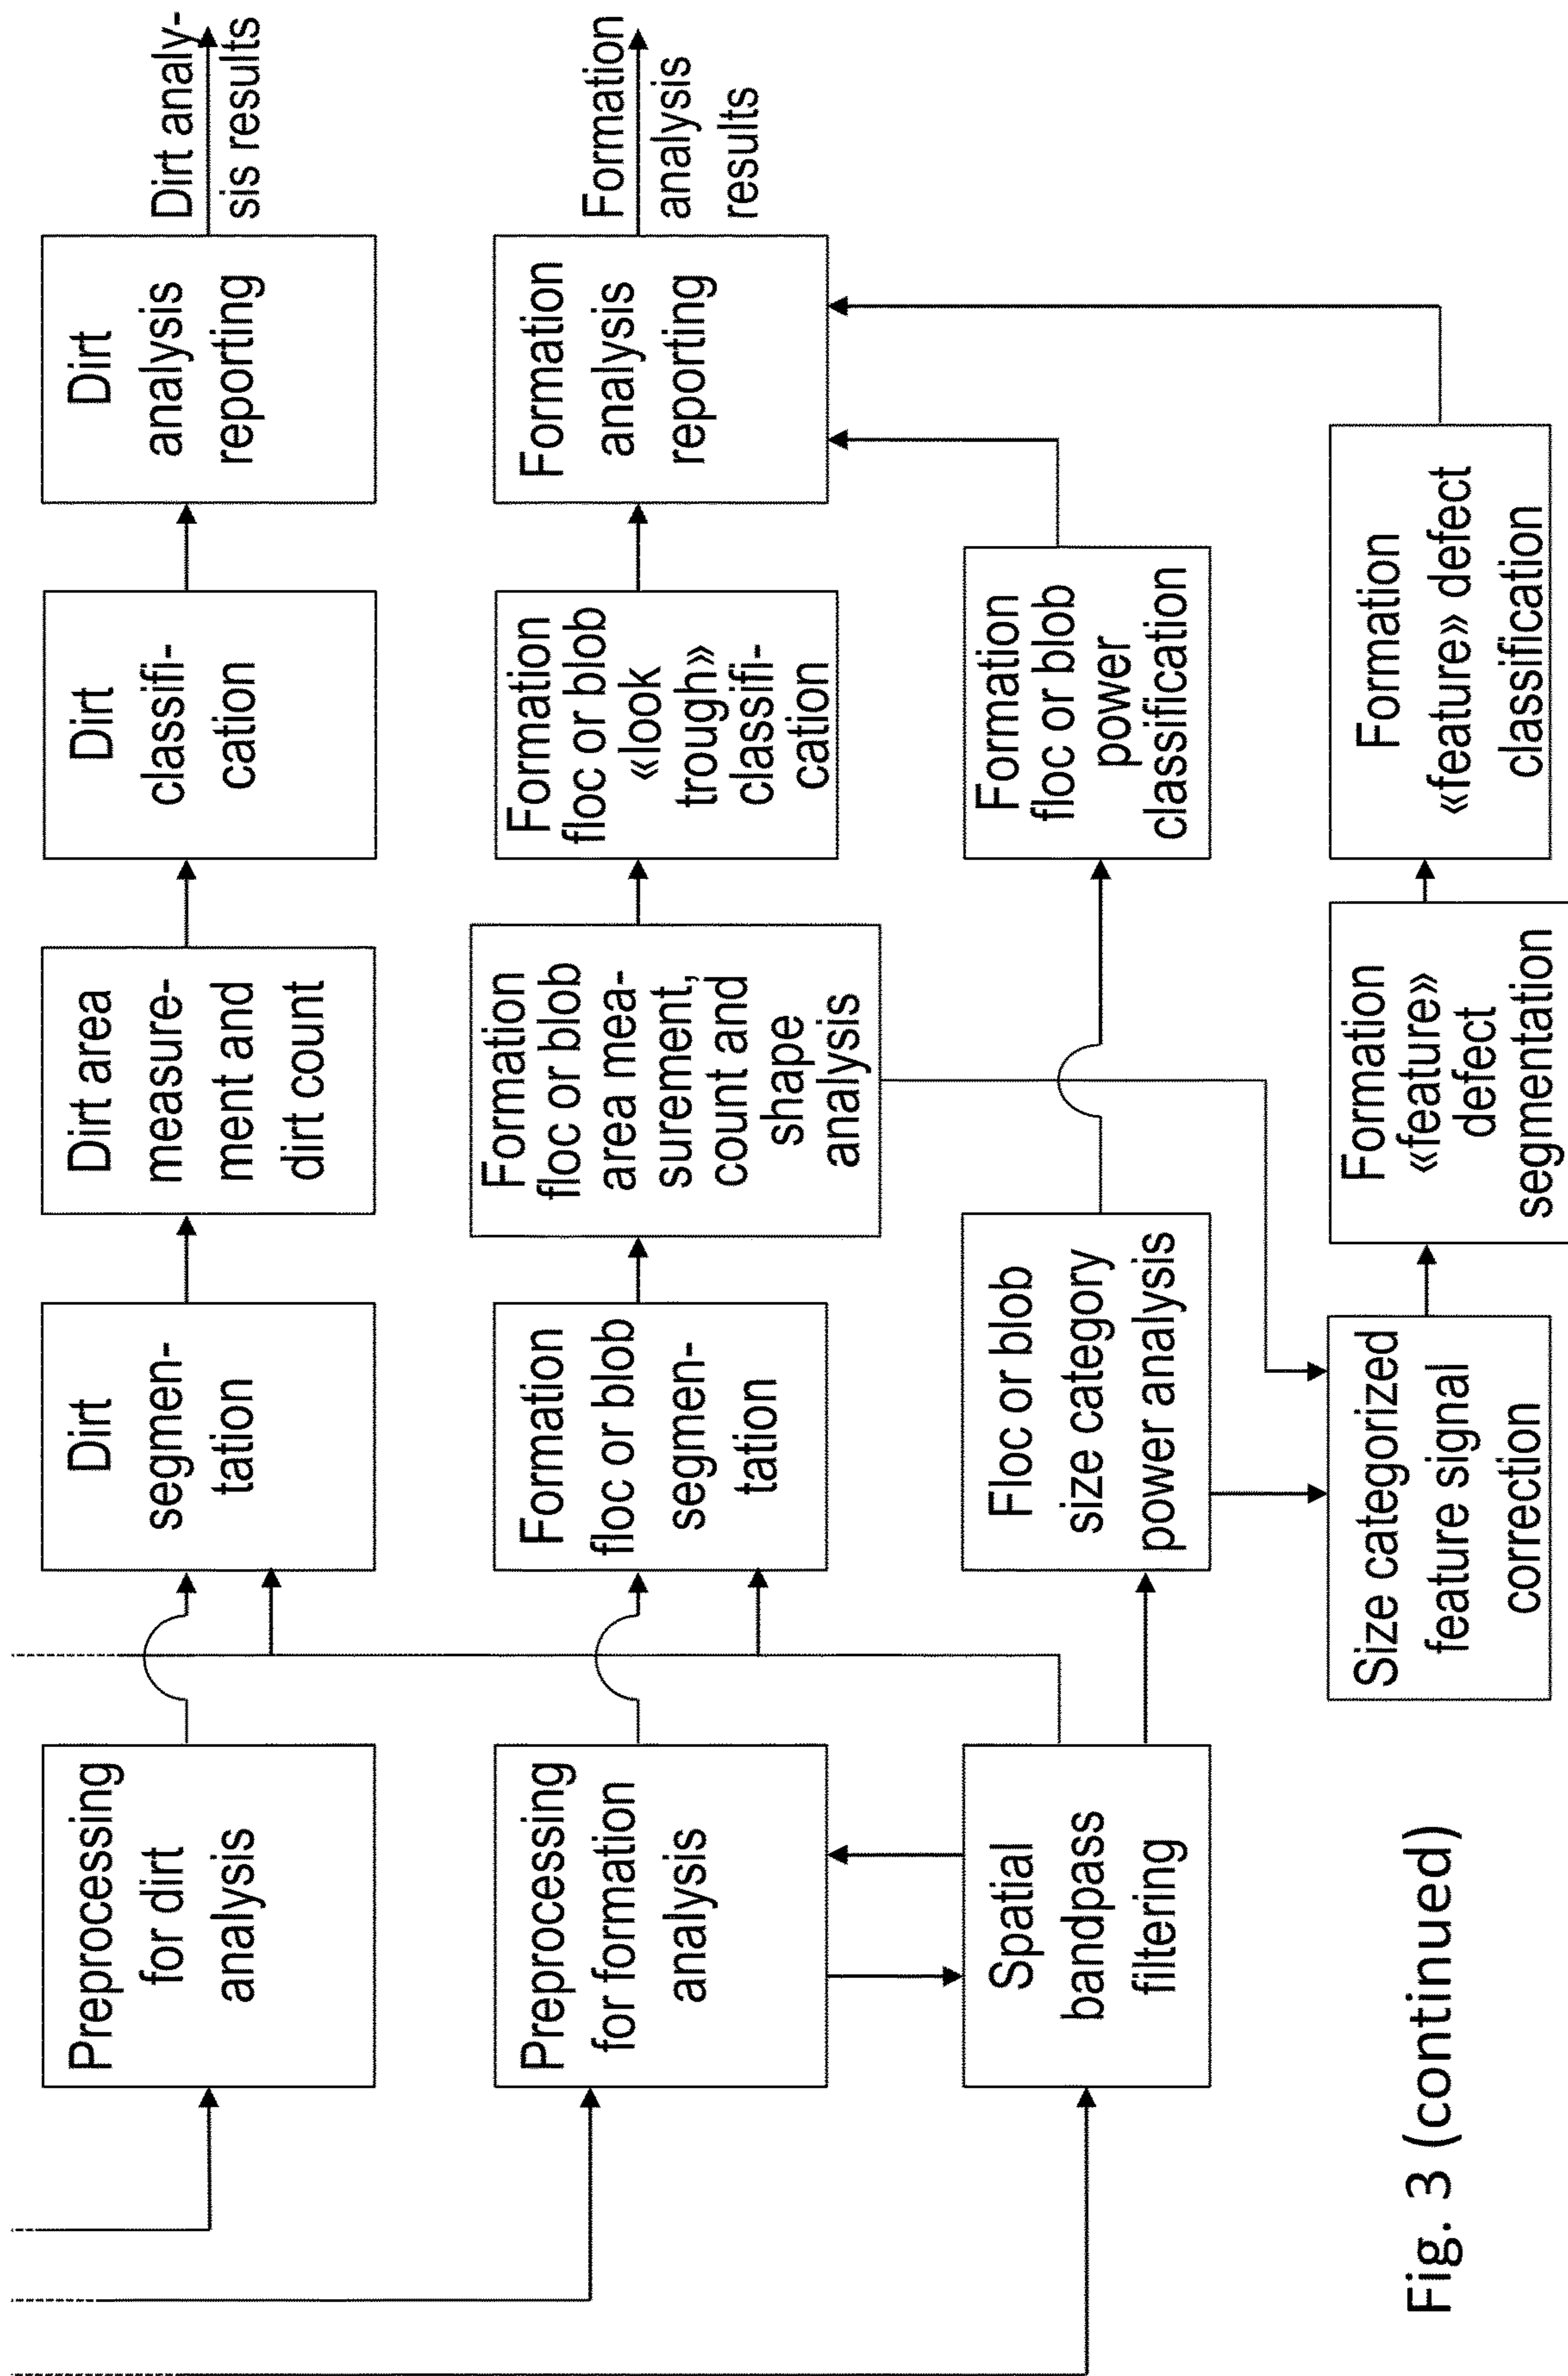 Preprocessing
for dirt
analysis
Dirt
segmen-
tation
Dirt area
measure-
ment and
dirt count
Dirt
classifi-
cation
Dirt
analysis
reporting
Dirt analy-
sis results
Preprocessing
for formation
analysis
Formation
floc or blob
segmen-
tation
Formation
floc or blob
area mea-
surement,
count and
shape
analysis
Formation
floc or blob
«look
trough»
classifi-
cation
Formation
analysis
reporting
Formation
analysis
results
Spatial
bandpass
filtering
Floc or blob
size category
power analysis
Formation
floc or blob
power
classification
Size categorized
feature signal
correction
Formation
«feature»
defect
segmentation
Formation
«feature» defect
classification
Fig. 3 (continued)